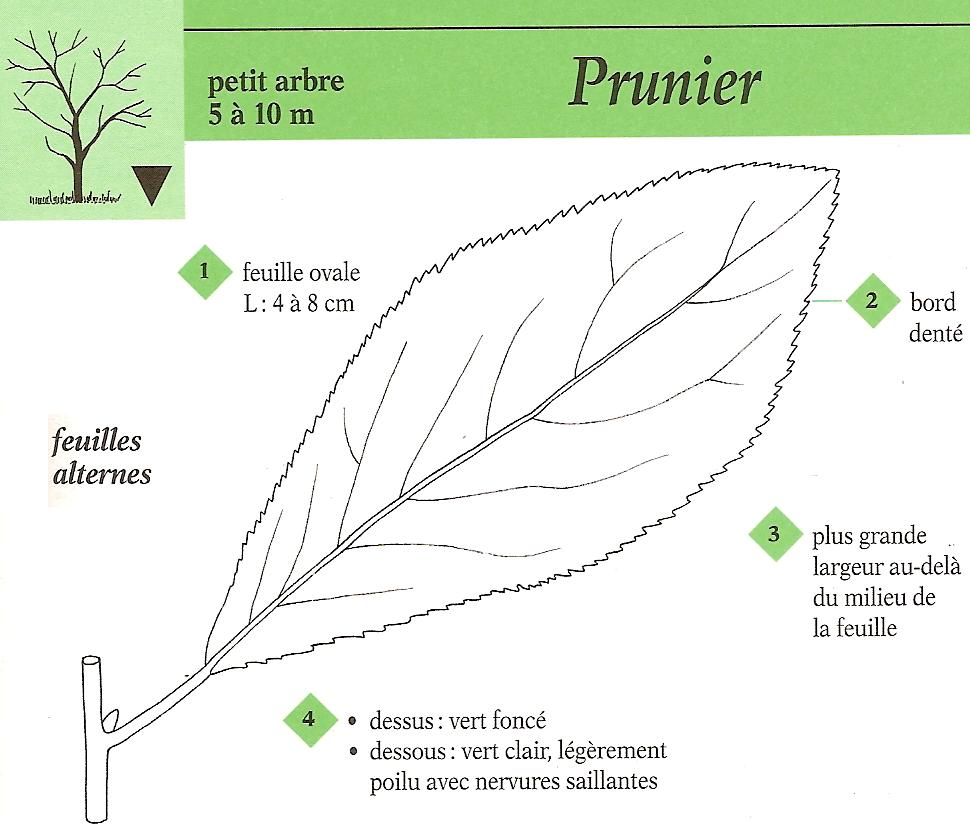 petit arbre
5 à 10 m
Prunier
1
feuille ovale
L : 4 à 8 cm
2
bord
denté
feuilles
alternes
3
plus grande
largeur au-delà
du milieu de
la feuille
4
• dessus : vert foncé
• dessous : vert clair, légèrement
poilu avec nervures saillantes